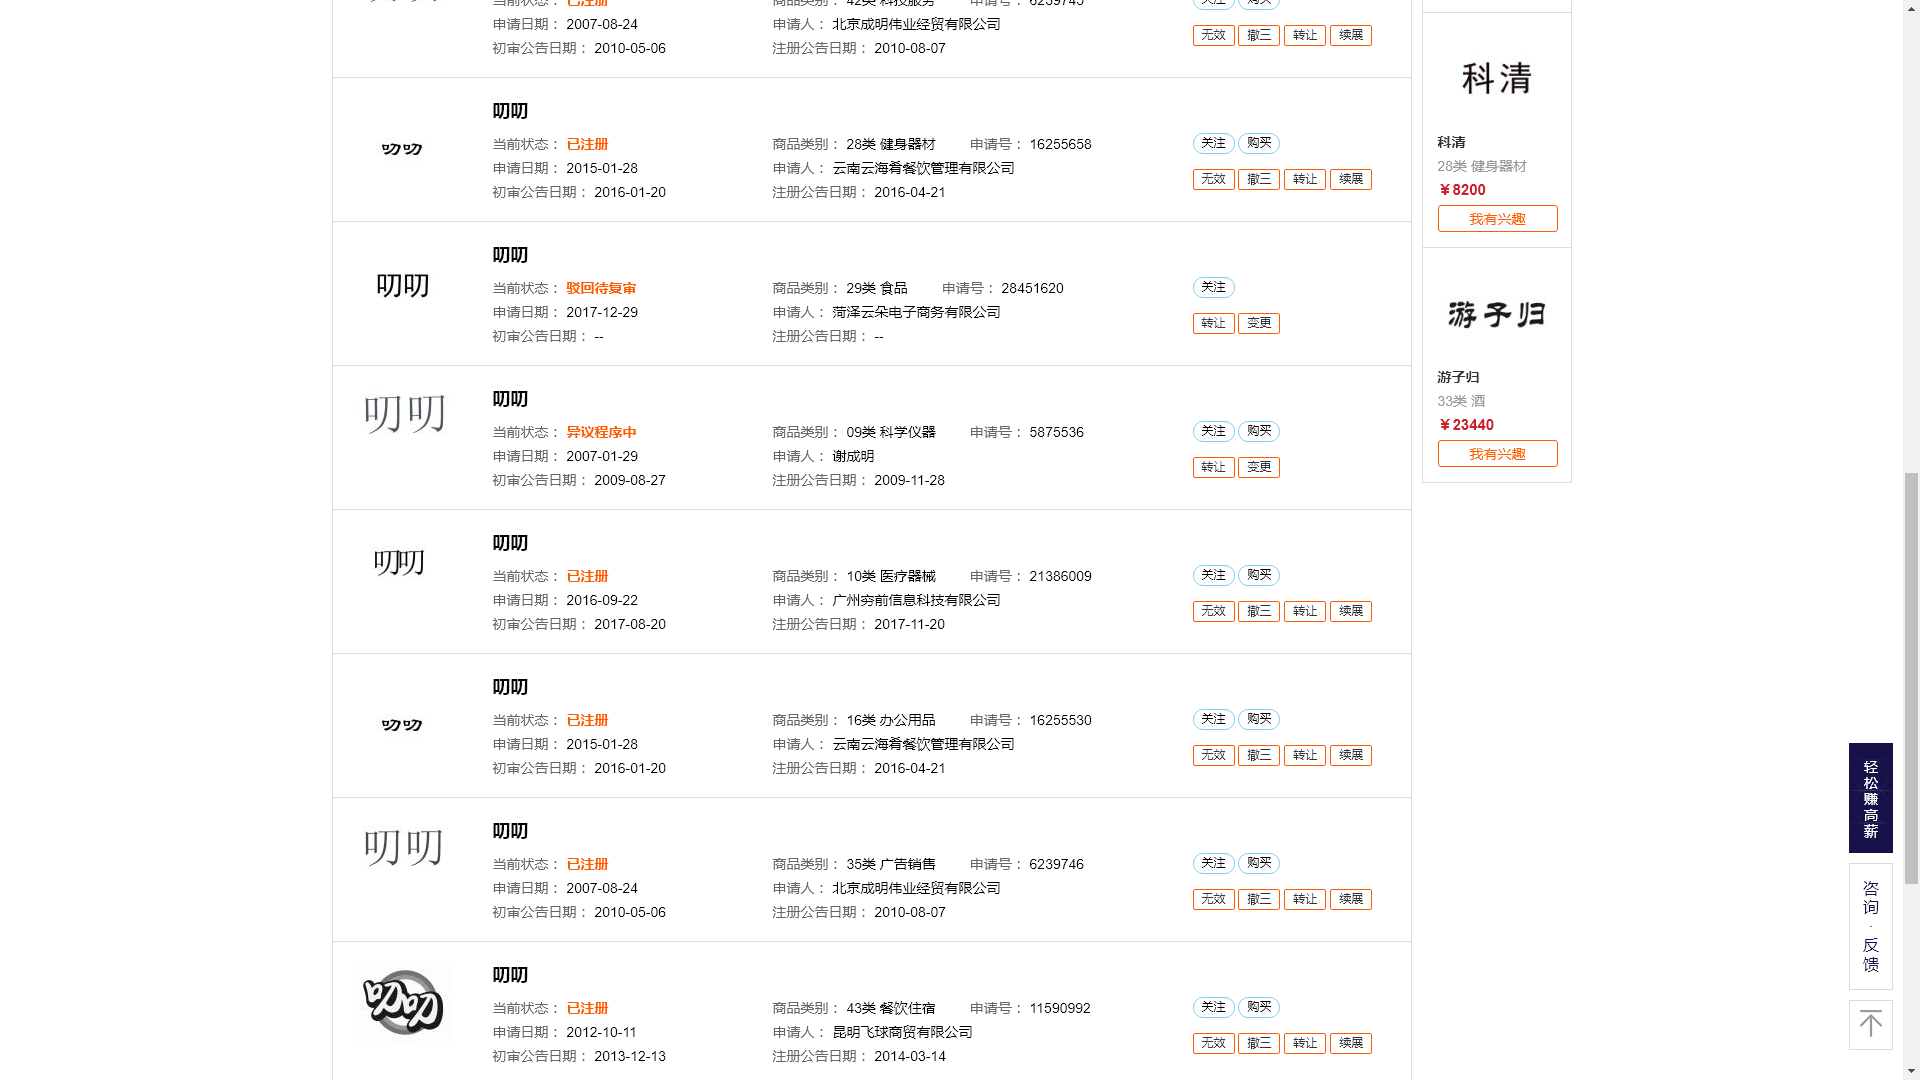 当前状态： 已注册 商品类别： 42类 科技服务 申请号： 6239745 关注 购买
申请日期： 2007-08-24 申请人： 北京成明伟业经贸有限公司 无效 撤三 转让 续展
初审公告日期： 2010-05-06 注册公告日期： 2010-08-07
叨叨
叨叨
当前状态： 已注册 商品类别： 28类 健身器材 申请号： 16255658 关注 购买
申请日期： 2015-01-28 申请人： 云南云海肴餐饮管理有限公司 无效 撤三 转让 续展
初审公告日期： 2016-01-20 注册公告日期： 2016-04-21
叨叨
叨叨
当前状态： 驳回待复审 商品类别： 29类 食品 申请号： 28451620 关注
申请日期： 2017-12-29 申请人： 菏泽云朵电子商务有限公司 转让 变更
初审公告日期： -- 注册公告日期： --
叨叨
叨叨
当前状态： 异议程序中 商品类别： 09类 科学仪器 申请号： 5875536 关注 购买
申请日期： 2007-01-29 申请人： 谢成明 转让 变更
初审公告日期： 2009-08-27 注册公告日期： 2009-11-28
叨叨
叨叨
当前状态： 已注册 商品类别： 10类 医疗器械 申请号： 21386009 关注 购买
申请日期： 2016-09-22 申请人： 广州穷前信息科技有限公司 无效 撤三 转让 续展
初审公告日期： 2017-08-20 注册公告日期： 2017-11-20
叨叨
叨叨
当前状态： 已注册 商品类别： 16类 办公用品 申请号： 16255530 关注 购买
申请日期： 2015-01-28 申请人： 云南云海肴餐饮管理有限公司 无效 撤三 转让 续展
初审公告日期： 2016-01-20 注册公告日期： 2016-04-21
叨叨
叨叨
当前状态： 已注册 商品类别： 35类 广告销售 申请号： 6239746 关注 购买
申请日期： 2007-08-24 申请人： 北京成明伟业经贸有限公司 无效 撤三 转让 续展
初审公告日期： 2010-05-06 注册公告日期： 2010-08-07
叨叨
叨叨
当前状态： 已注册 商品类别： 43类 餐饮住宿 申请号： 11590992 关注 购买
申请日期： 2012-10-11 申请人： 昆明飞球商贸有限公司 无效 撤三 转让 续展
初审公告日期： 2013-12-13 注册公告日期： 2014-03-14
科清
科清
28类 健身器材
￥8200
我有兴趣
游子归
游子归
33类 酒
￥23440
我有兴趣
轻松赚高薪
咨询·反馈